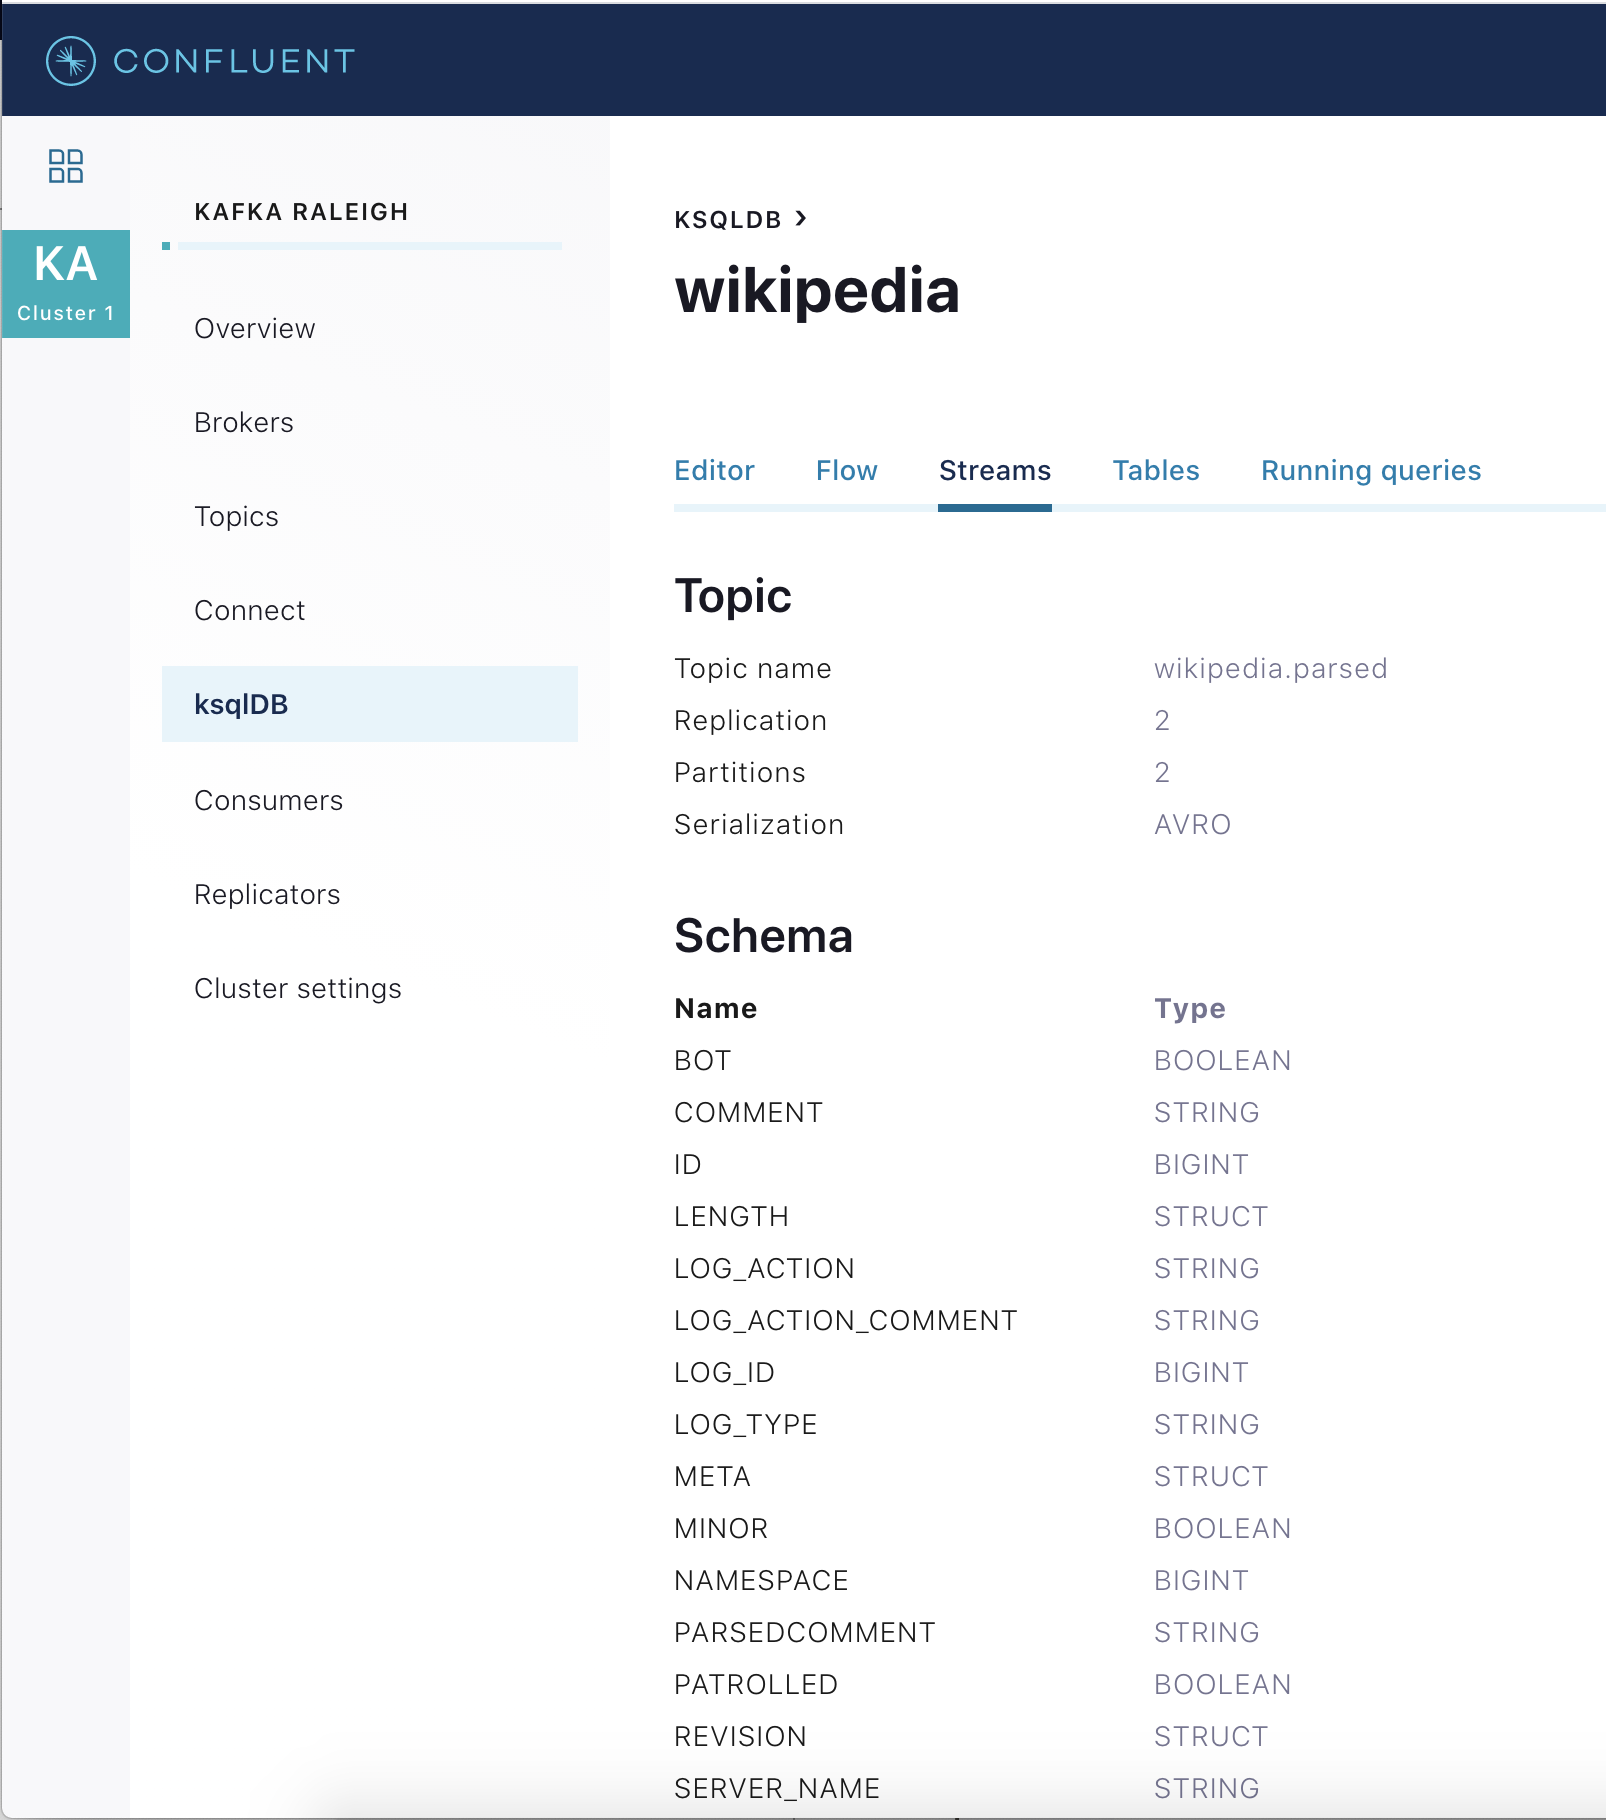 CONFLUENT
KA
Cluster 1
KAFKA RALEIGH
Overview
Brokers
Topics
Connect
ksqlDB
Consumers
Replicators
Cluster settings
KSQLDB >
wikipedia
Editor Flow Streams Tables Running queries
Topic
Topic name wikipedia.parsed
Replication 2
Partitions 2
Serialization AVRO
Schema
Name Type
BOT BOOLEAN
COMMENT STRING
ID BIGINT
LENGTH STRUCT
LOG_ACTION STRING
LOG_ACTION_COMMENT STRING
LOG_ID BIGINT
LOG_TYPE STRING
META STRUCT
MINOR BOOLEAN
NAMESPACE BIGINT
PARSEDCOMMENT STRING
PATROLLED BOOLEAN
REVISION STRUCT
SERVER_NAME STRING